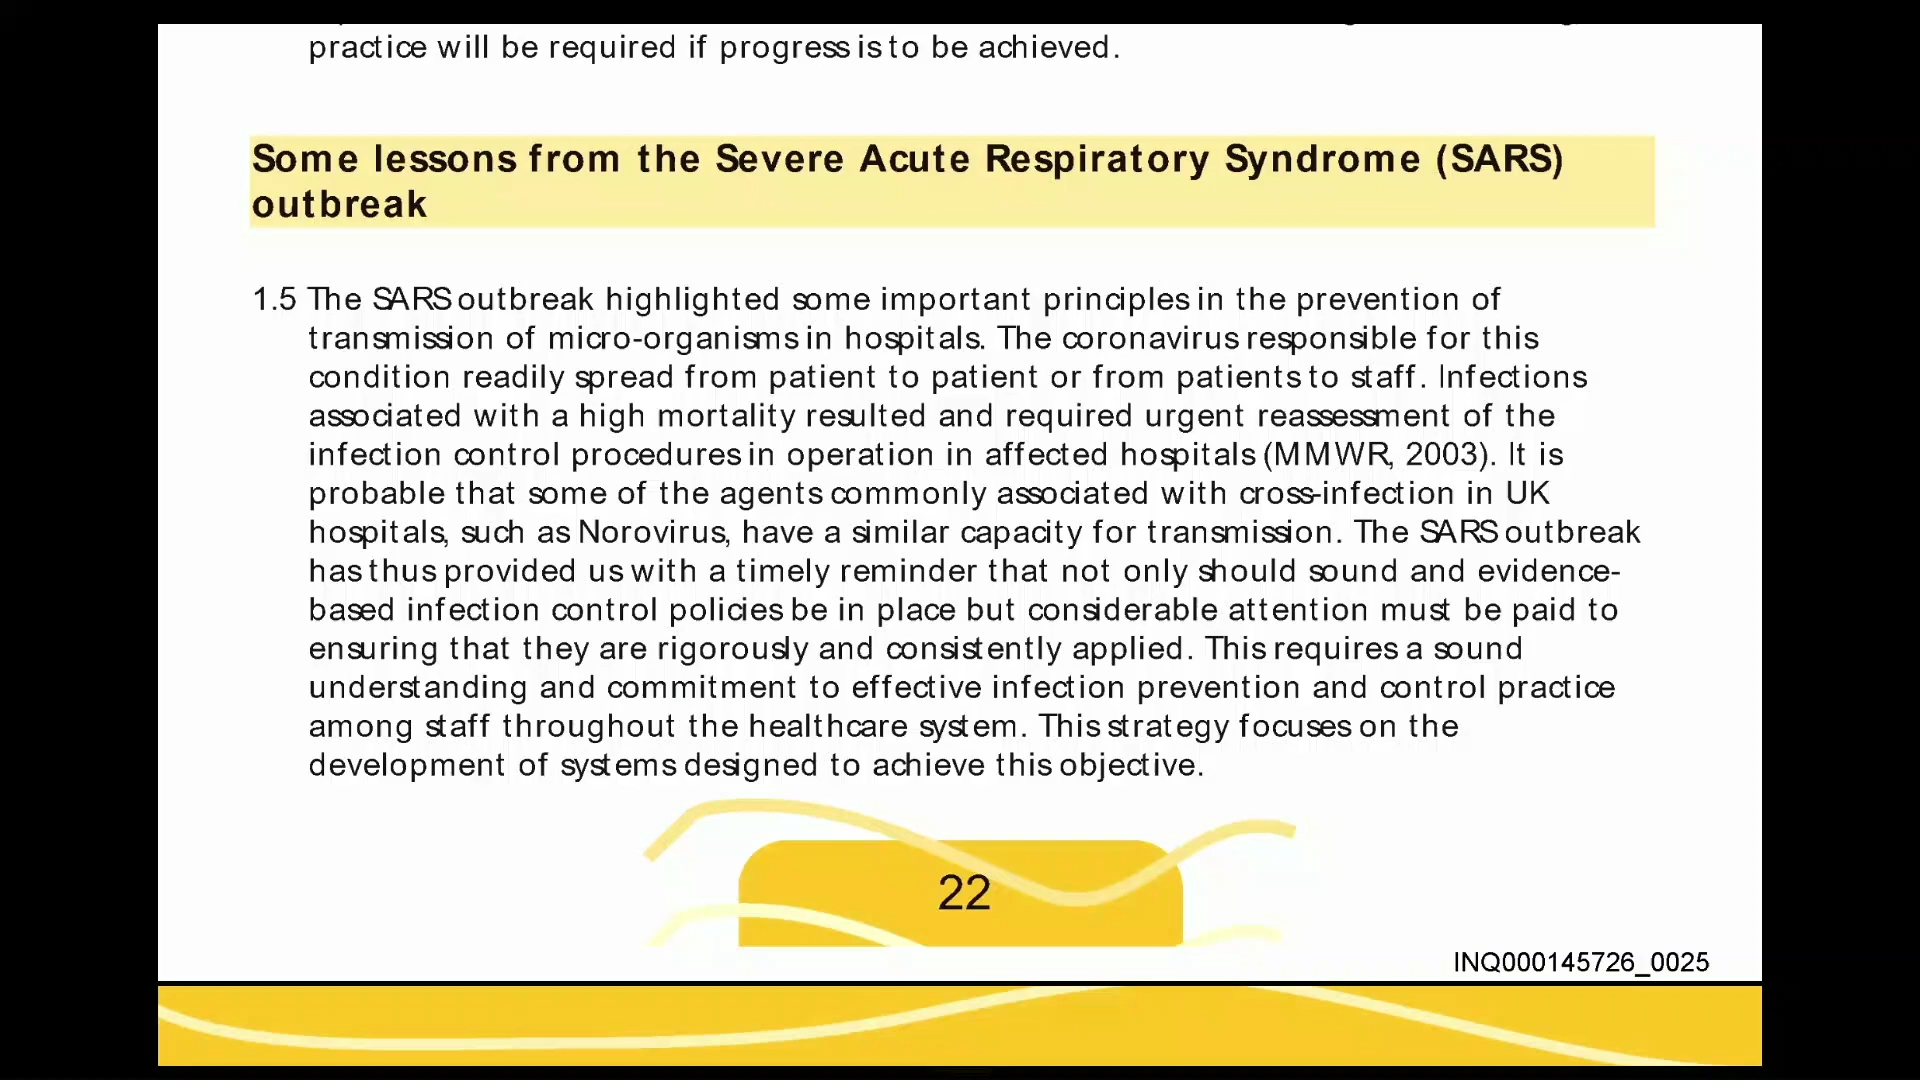 practice will be required if progress is to be achieved.
Some lessons from the Severe Acute Respiratory Syndrome (SARS)
outbreak
1.5 The SARS outbreak highlighted some important principles in the prevention of
transmission of micro-organisms in hospitals. The coronavirus responsible for this
condition readily spread from patient to patient or from patients to staff. Infections
associated with a high mortality resulted and required urgent reassessment of the
infection control procedures in operation in affected hospitals (MMWR, 2003). It is
probable that some of the agents commonly associated with cross-infection in UK
hospitals, such as Norovirus, have a similar capacity for transmission. The SARS outbreak
has thus provided us with a timely reminder that not only should sound and evidence-
based infection control policies be in place but considerable attention must be paid to
ensuring that they are rigorously and consistently applied. This requires a sound
understanding and commitment to effective infection prevention and control practice
among staff throughout the healthcare system. This strategy focuses on the
development of systems designed to achieve this objective.
22
INQ000145726_0025